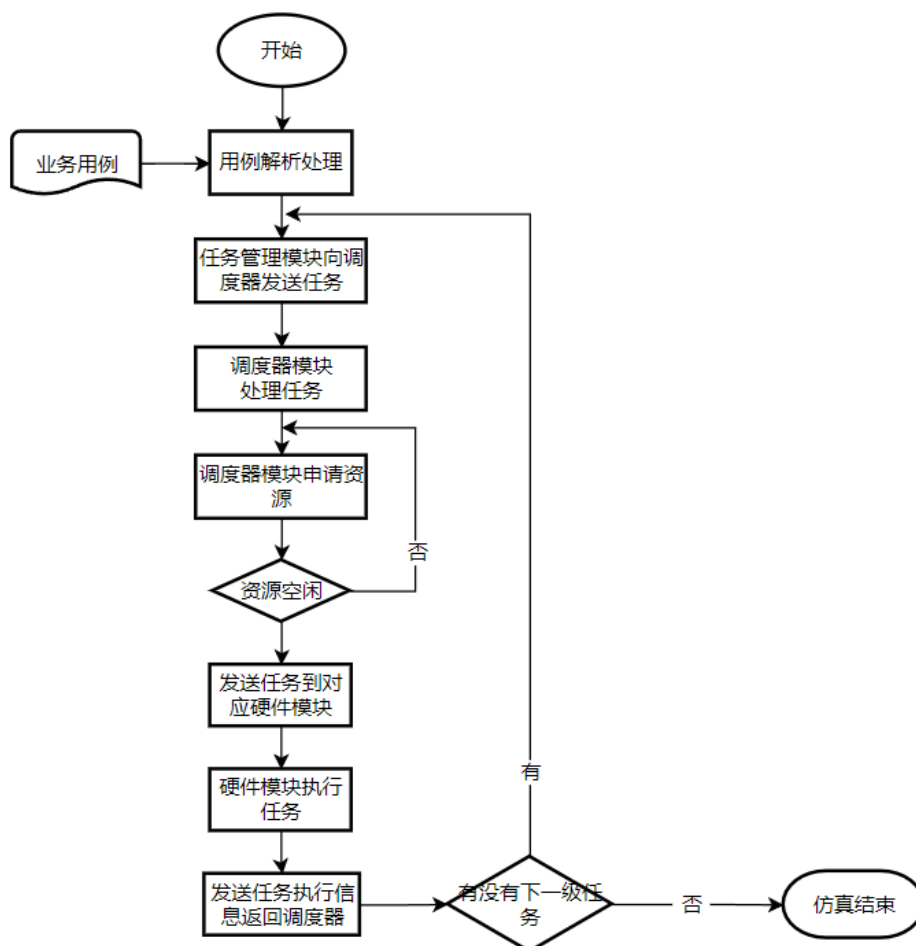 开始
业务用例
用例解析处理
任务管理模块向调
度器发送任务
调度器模块
处理任务
调度器模块申请资
源
否
资源空闲
发送任务到对
应硬件模块
有
硬件模块执行
任务
发送任务执行信
息返回调度器
有没有下一级任
务
否
仿真结束